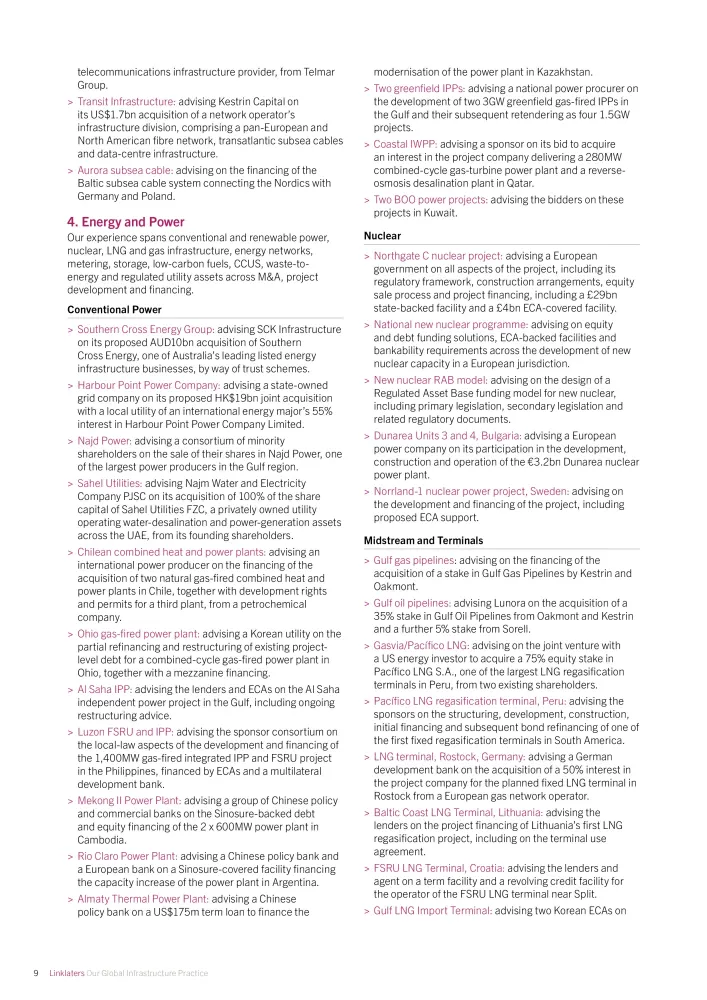 telecommunications infrastructure provider, from Telmar
Group.
> Transit Infrastructure: advising Kestrin Capital on
its US$1.7bn acquisition of a network operator's
infrastructure division, comprising a pan-European and
North American fibre network, transatlantic subsea cables
and data-centre infrastructure.
> Aurora subsea cable: advising on the financing of the
Baltic subsea cable system connecting the Nordics with
Germany and Poland.
4. Energy and Power
Our experience spans conventional and renewable power,
nuclear, LNG and gas infrastructure, energy networks,
metering, storage, low-carbon fuels, CCUS, waste-to-
energy and regulated utility assets across M&A, project
development and financing.
Conventional Power
> Southern Cross Energy Group: advising SCK Infrastructure
on its proposed AUD10bn acquisition of Southern
Cross Energy, one of Australia's leading listed energy
infrastructure businesses, by way of trust schemes.
> Harbour Point Power Company: advising a state-owned
grid company on its proposed HK$19bn joint acquisition
with a local utility of an international energy major's 55%
interest in Harbour Point Power Company Limited.
> Najd Power: advising a consortium of minority
shareholders on the sale of their shares in Najd Power, one
of the largest power producers in the Gulf region.
> Sahel Utilities: advising Najm Water and Electricity
Company PJSC on its acquisition of 100% of the share
capital of Sahel Utilities FZC, a privately owned utility
operating water-desalination and power-generation assets
across the UAE, from its founding shareholders.
> Chilean combined heat and power plants: advising an
international power producer on the financing of the
acquisition of two natural gas-fired combined heat and
power plants in Chile, together with development rights
and permits for a third plant, from a petrochemical
company.
> Ohio gas-fired power plant: advising a Korean utility on the
partial refinancing and restructuring of existing project-
level debt for a combined-cycle gas-fired power plant in
Ohio, together with a mezzanine financing.
> Al Saha IPP: advising the lenders and ECAs on the Al Saha
independent power project in the Gulf, including ongoing
restructuring advice.
> Luzon FSRU and IPP: advising the sponsor consortium on
the local-law aspects of the development and financing of
the 1,400MW gas-fired integrated IPP and FSRU project
in the Philippines, financed by ECAs and a multilateral
development bank.
> Mekong II Power Plant: advising a group of Chinese policy
and commercial banks on the Sinosure-backed debt
and equity financing of the 2 x 600MW power plant in
Cambodia.
> Rio Claro Power Plant: advising a Chinese policy bank and
a European bank on a Sinosure-covered facility financing
the capacity increase of the power plant in Argentina.
> Almaty Thermal Power Plant: advising a Chinese
policy bank on a US$175m term loan to finance the
modernisation of the power plant in Kazakhstan.
> Two greenfield IPPs: advising a national power procurer on
the development of two 3GW greenfield gas-fired IPPs in
the Gulf and their subsequent retendering as four 1.5GW
projects.
> Coastal IWPP: advising a sponsor on its bid to acquire
an interest in the project company delivering a 280MW
combined-cycle gas-turbine power plant and a reverse-
osmosis desalination plant in Qatar.
> Two BOO power projects: advising the bidders on these
projects in Kuwait.
Nuclear
> Northgate C nuclear project: advising a European
government on all aspects of the project, including its
regulatory framework, construction arrangements, equity
sale process and project financing, including a £29bn
state-backed facility and a £4bn ECA-covered facility.
> National new nuclear programme: advising on equity
and debt funding solutions, ECA-backed facilities and
bankability requirements across the development of new
nuclear capacity in a European jurisdiction.
> New nuclear RAB model: advising on the design of a
Regulated Asset Base funding model for new nuclear,
including primary legislation, secondary legislation and
related regulatory documents.
> Dunarea Units 3 and 4, Bulgaria: advising a European
power company on its participation in the development,
construction and operation of the €3.2bn Dunarea nuclear
power plant.
> Norrland-1 nuclear power project, Sweden: advising on
the development and financing of the project, including
proposed ECA support.
Midstream and Terminals
> Gulf gas pipelines: advising on the financing of the
acquisition of a stake in Gulf Gas Pipelines by Kestrin and
Oakmont.
> Gulf oil pipelines: advising Lunora on the acquisition of a
35% stake in Gulf Oil Pipelines from Oakmont and Kestrin
and a further 5% stake from Sorell.
> Gasvia/Pacífico LNG: advising on the joint venture with
a US energy investor to acquire a 75% equity stake in
Pacífico LNG S.A., one of the largest LNG regasification
terminals in Peru, from two existing shareholders.
> Pacífico LNG regasification terminal, Peru: advising the
sponsors on the structuring, development, construction,
initial financing and subsequent bond refinancing of one of
the first fixed regasification terminals in South America.
> LNG terminal, Rostock, Germany: advising a German
development bank on the acquisition of a 50% interest in
the project company for the planned fixed LNG terminal in
Rostock from a European gas network operator.
> Baltic Coast LNG Terminal, Lithuania: advising the
lenders on the project financing of Lithuania's first LNG
regasification project, including on the terminal use
agreement.
> FSRU LNG Terminal, Croatia: advising the lenders and
agent on a term facility and a revolving credit facility for
the operator of the FSRU LNG terminal near Split.
> Gulf LNG Import Terminal: advising two Korean ECAs on
9 Linklaters Our Global Infrastructure Practice